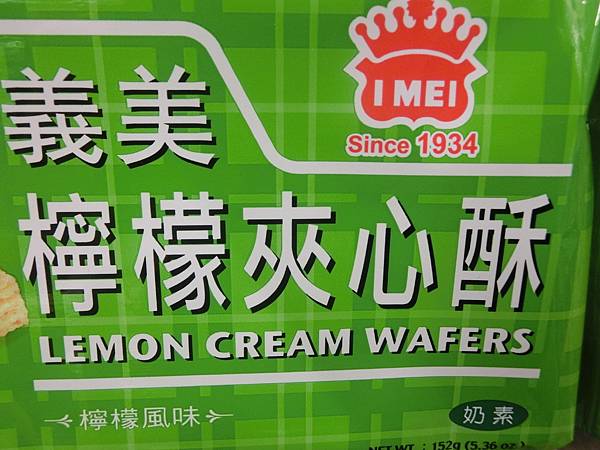 I MEI
Since 1934
義美
檸檬夾心酥
LEMON CREAM WAFERS
檸檬風味
奶素
NET WT. : 152g (5.36 oz)